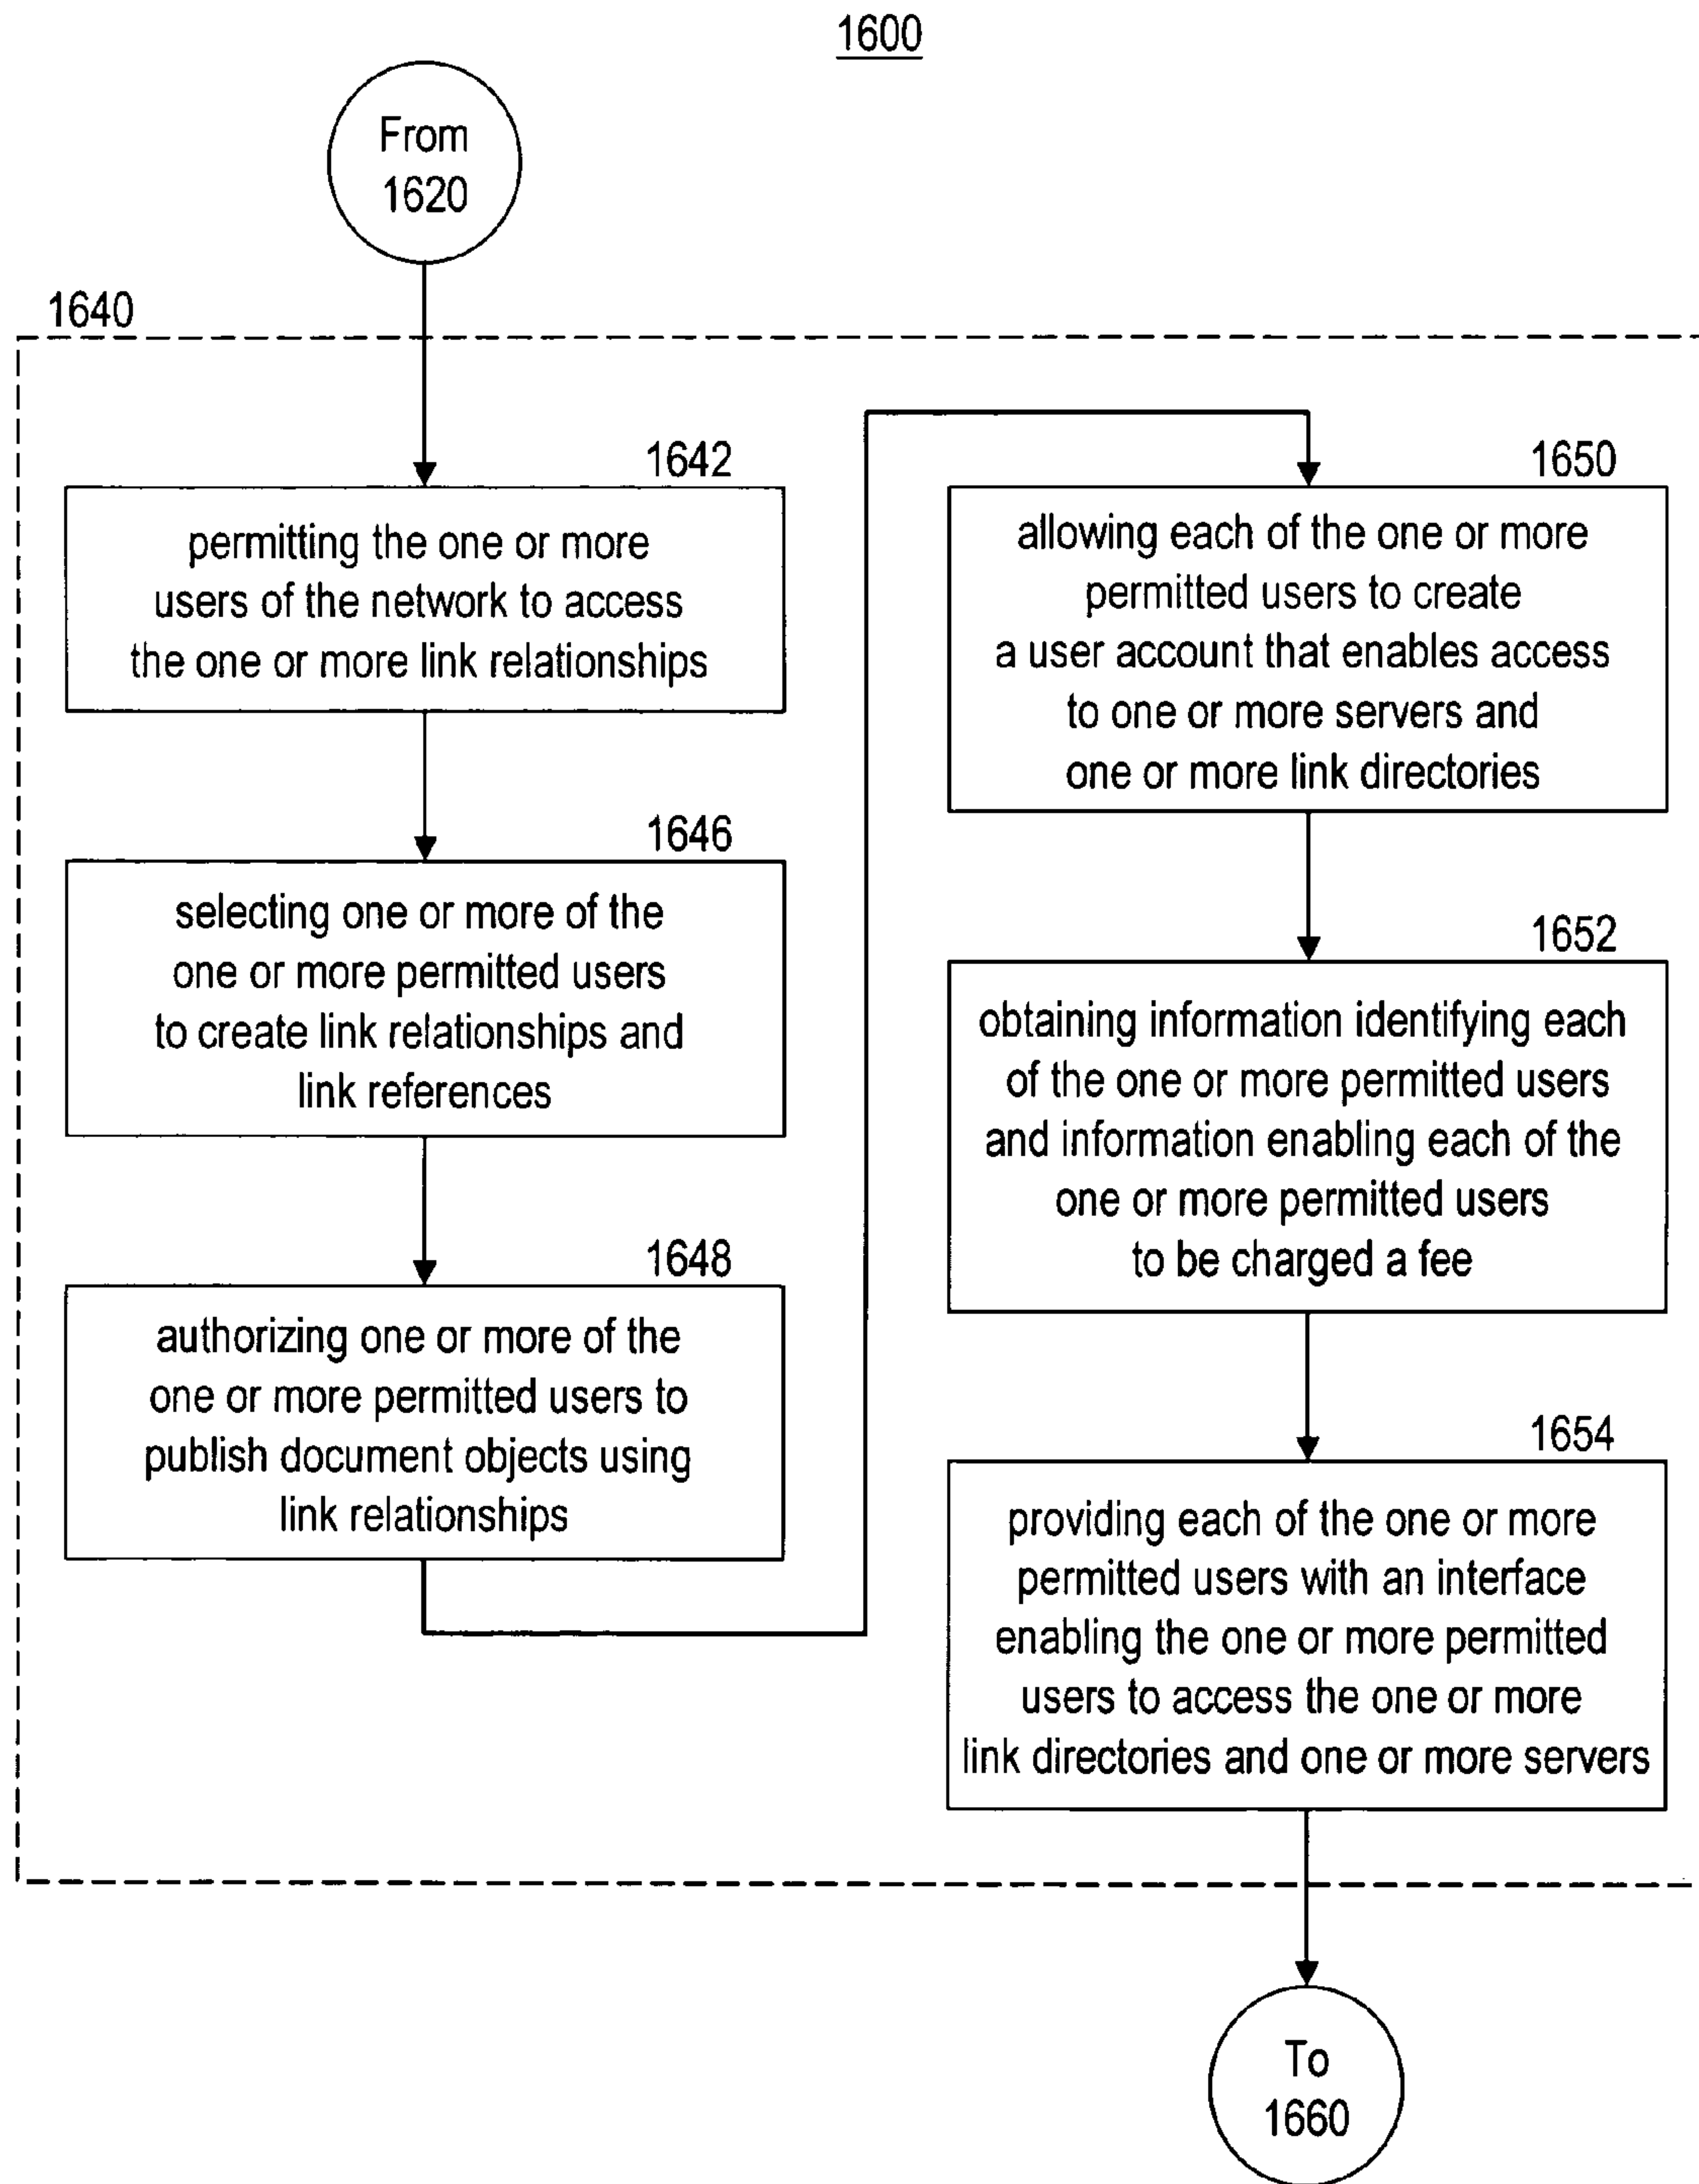 1600
From
1620
1640
1642
permitting the one or more
users of the network to access
the one or more link relationships
1646
selecting one or more of the
one or more permitted users
to create link relationships and
link references
1648
authorizing one or more of the
one or more permitted users to
publish document objects using
link relationships
1650
allowing each of the one or more
permitted users to create
a user account that enables access
to one or more servers and
one or more link directories
1652
obtaining information identifying each
of the one or more permitted users
and information enabling each of the
one or more permitted users
to be charged a fee
1654
providing each of the one or more
permitted users with an interface
enabling the one or more permitted
users to access the one or more
link directories and one or more servers
To
1660